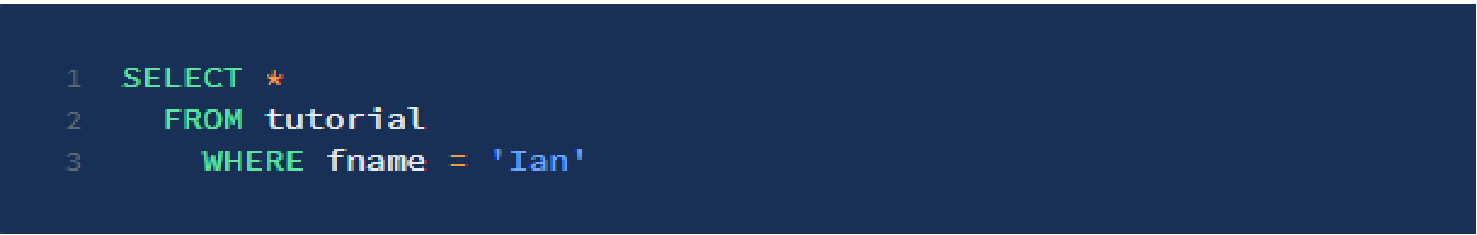 1 SELECT *
2 FROM tutorial
3 WHERE fname = 'Ian'